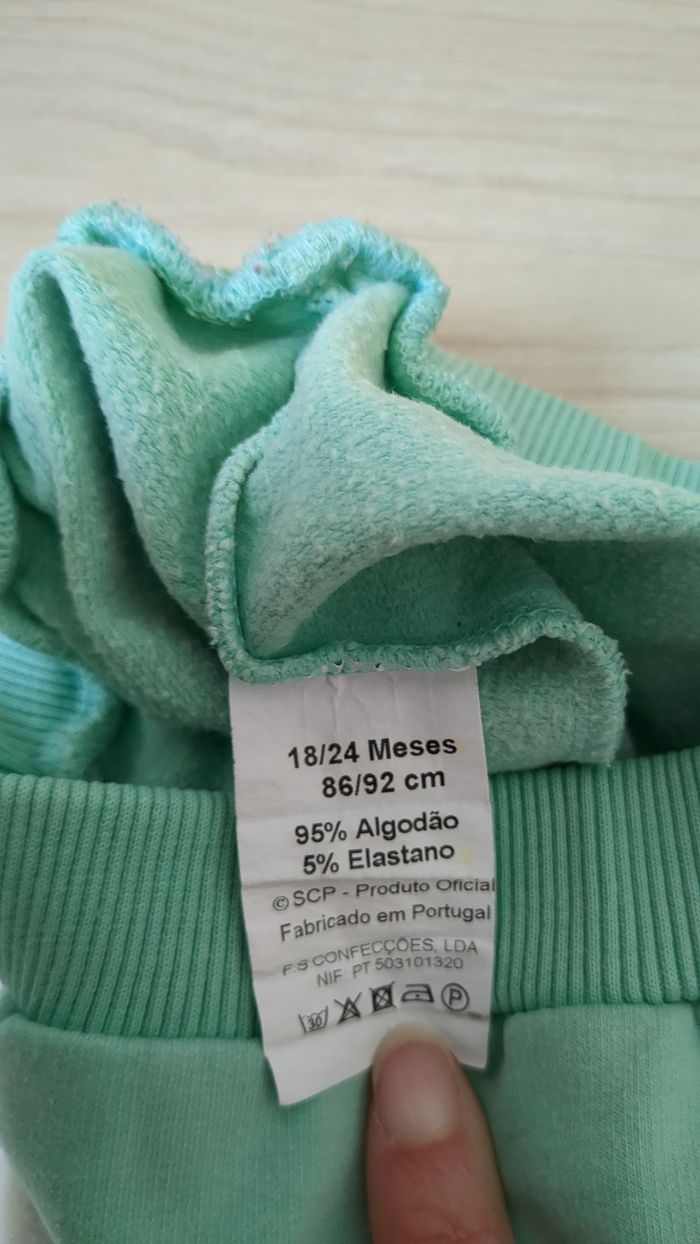 18/24 Meses
86/92 cm
95% Algodão
5% Elastano
©SCP - Produto Oficial
Fabricado em Portugal
F.S CONFECÇÕES, LDA
NIF. PT 503101320
30 P